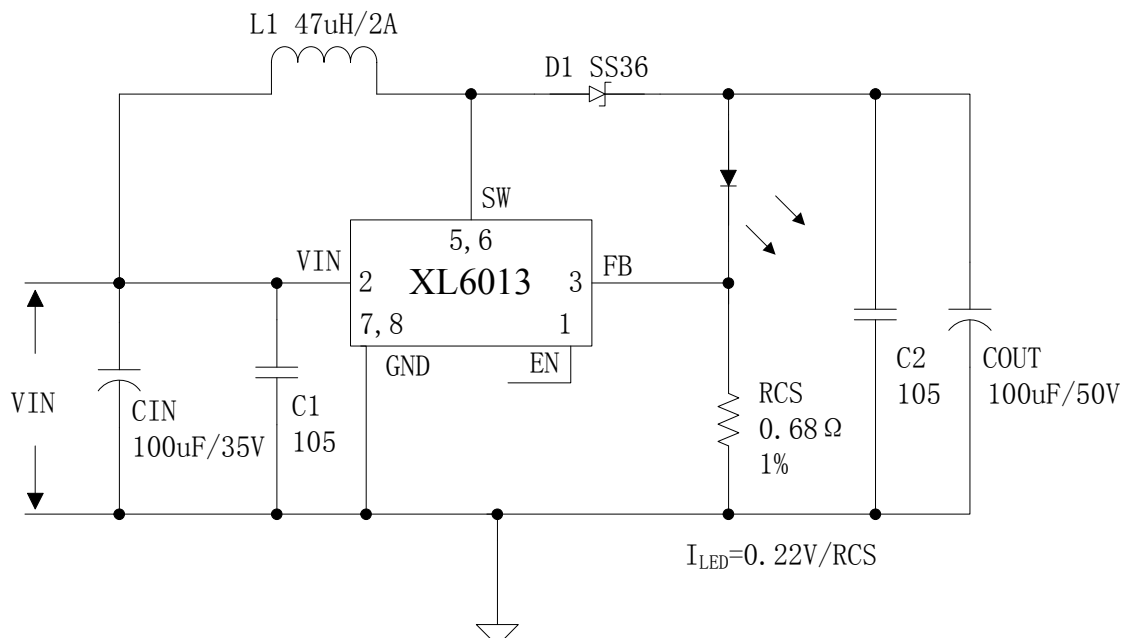 L1 47uH/2A
D1 SS36
SW
5,6
VIN
2
XL6013
3
FB
7,8
1
GND
EN
VIN
CIN
100uF/35V
C1
105
RCS
0.68Ω
1%
C2
105
COUT
100uF/50V
ILED=0.22V/RCS